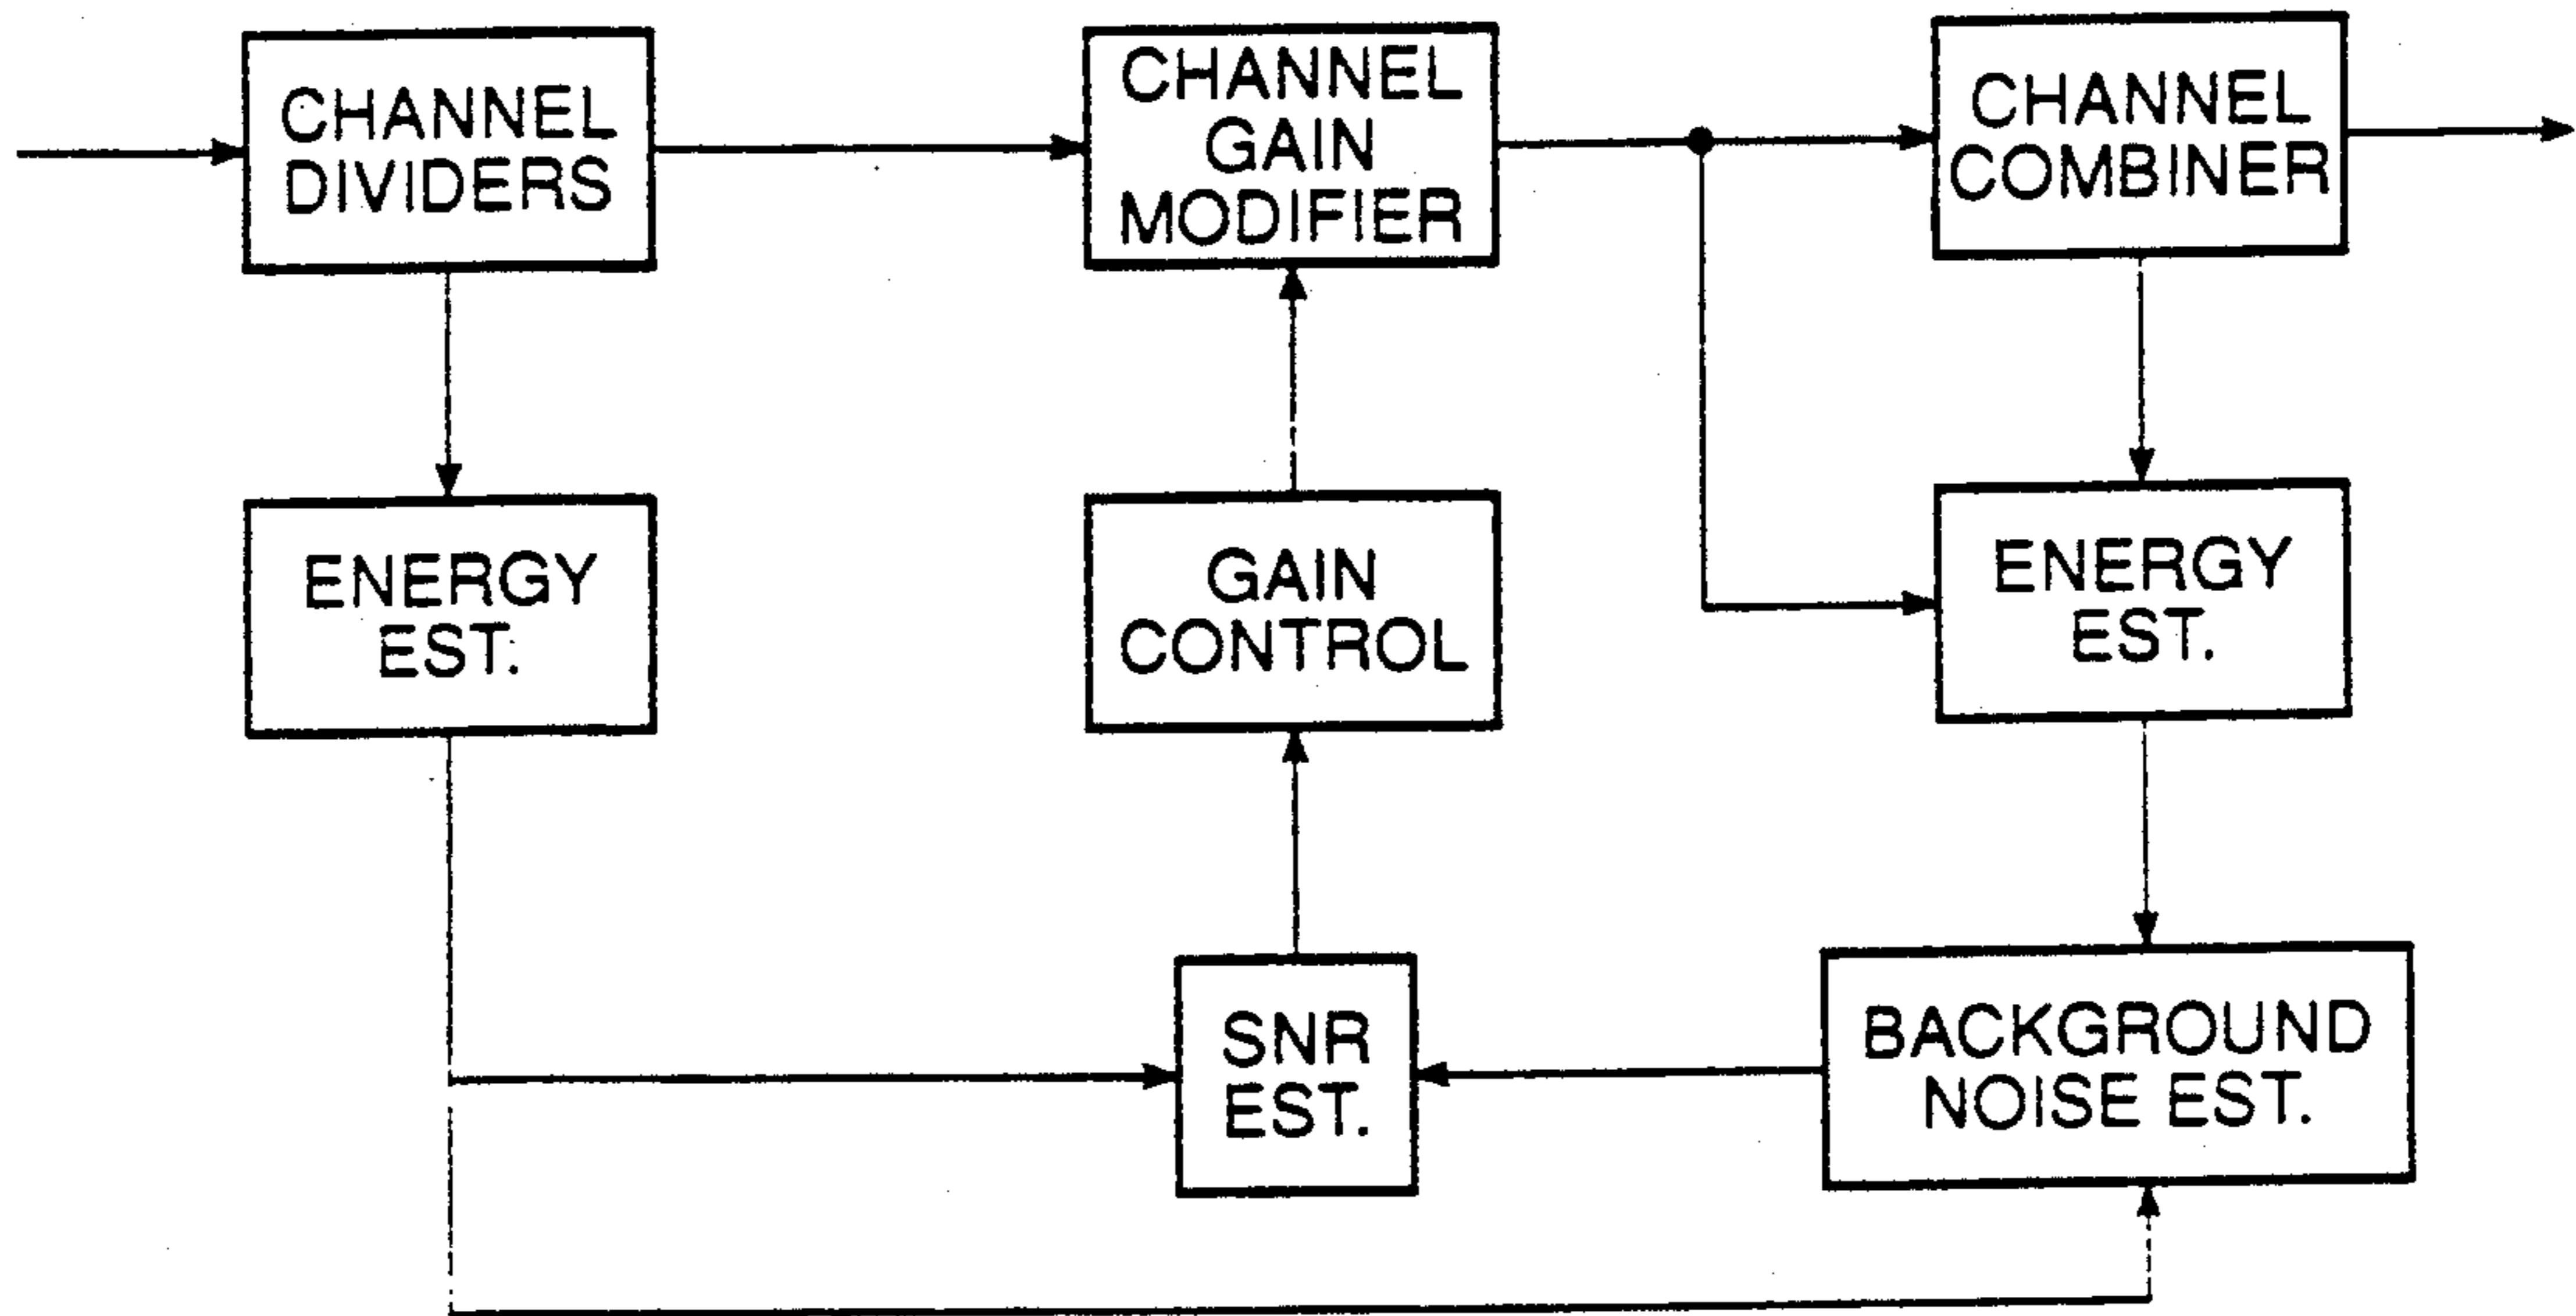 CHANNEL
DIVIDERS
CHANNEL
GAIN
MODIFIER
CHANNEL
COMBINER
ENERGY
EST.
GAIN
CONTROL
ENERGY
EST.
SNR
EST.
BACKGROUND
NOISE EST.